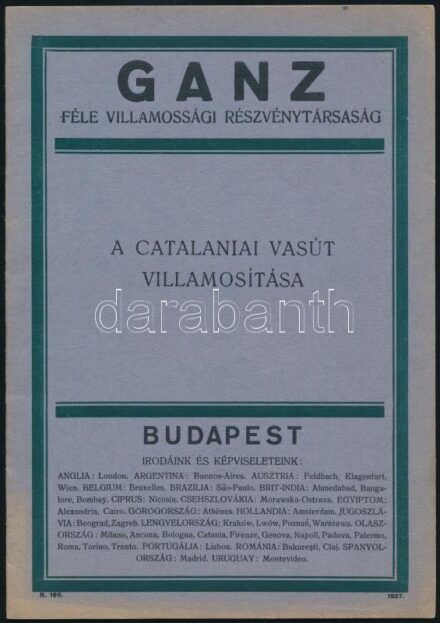 GANZ
FÉLE VILLAMOSSÁGI RÉSZVÉNYTÁRSASÁG
A CATALANIAI VASÚT
VILLAMOSÍTÁSA
darabanth
BUDAPEST
IRODÁINK ÉS KÉPVISELETEINK:
ANGLIA: London. ARGENTINA: Buenos-Aires. AUSZTRIA: Feldbach, Klagenfurt,
Wien. BELGIUM: Bruxelles. BRAZILIA: São-Paulo. BRIT-INDIA: Ahmedabad, Banga-
lore, Bombay. CIPRUS: Nicosia. CSEHSZLOVÁKIA: Morawska-Ostrava. EGYIPTOM:
Alexandria, Cairo. GÖRÖGORSZÁG: Athènes. HOLLANDIA: Amsterdam. JUGOSZLÁ-
VIA: Beograd, Zagreb. LENGYELORSZÁG: Kraków, Lwów, Poznań, Warszawa. OLASZ-
ORSZÁG: Milano, Ancona, Bologna, Catania, Firenze, Genova, Napoli, Padova, Palermo,
Roma, Torino, Trento. PORTUGÁLIA: Lisboa. ROMÁNIA: Bukureşti, Cluj. SPANYOL-
ORSZÁG: Madrid. URUGUAY: Montevideo.
R. 185. 1927.